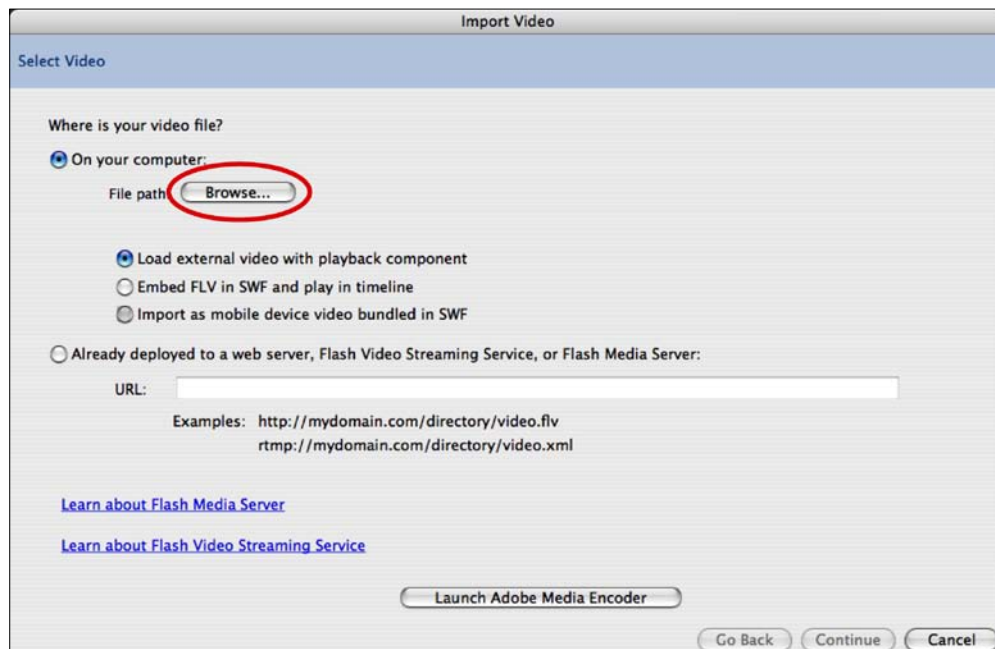 Import Video
Select Video
Where is your video file?
On your computer:
File path: Browse...
Load external video with playback component
Embed FLV in SWF and play in timeline
Import as mobile device video bundled in SWF
Already deployed to a web server, Flash Video Streaming Service, or Flash Media Server:
URL:
Examples: http://mydomain.com/directory/video.flv
rtmp://mydomain.com/directory/video.xml
Learn about Flash Media Server
Learn about Flash Video Streaming Service
Launch Adobe Media Encoder
Go Back Continue Cancel